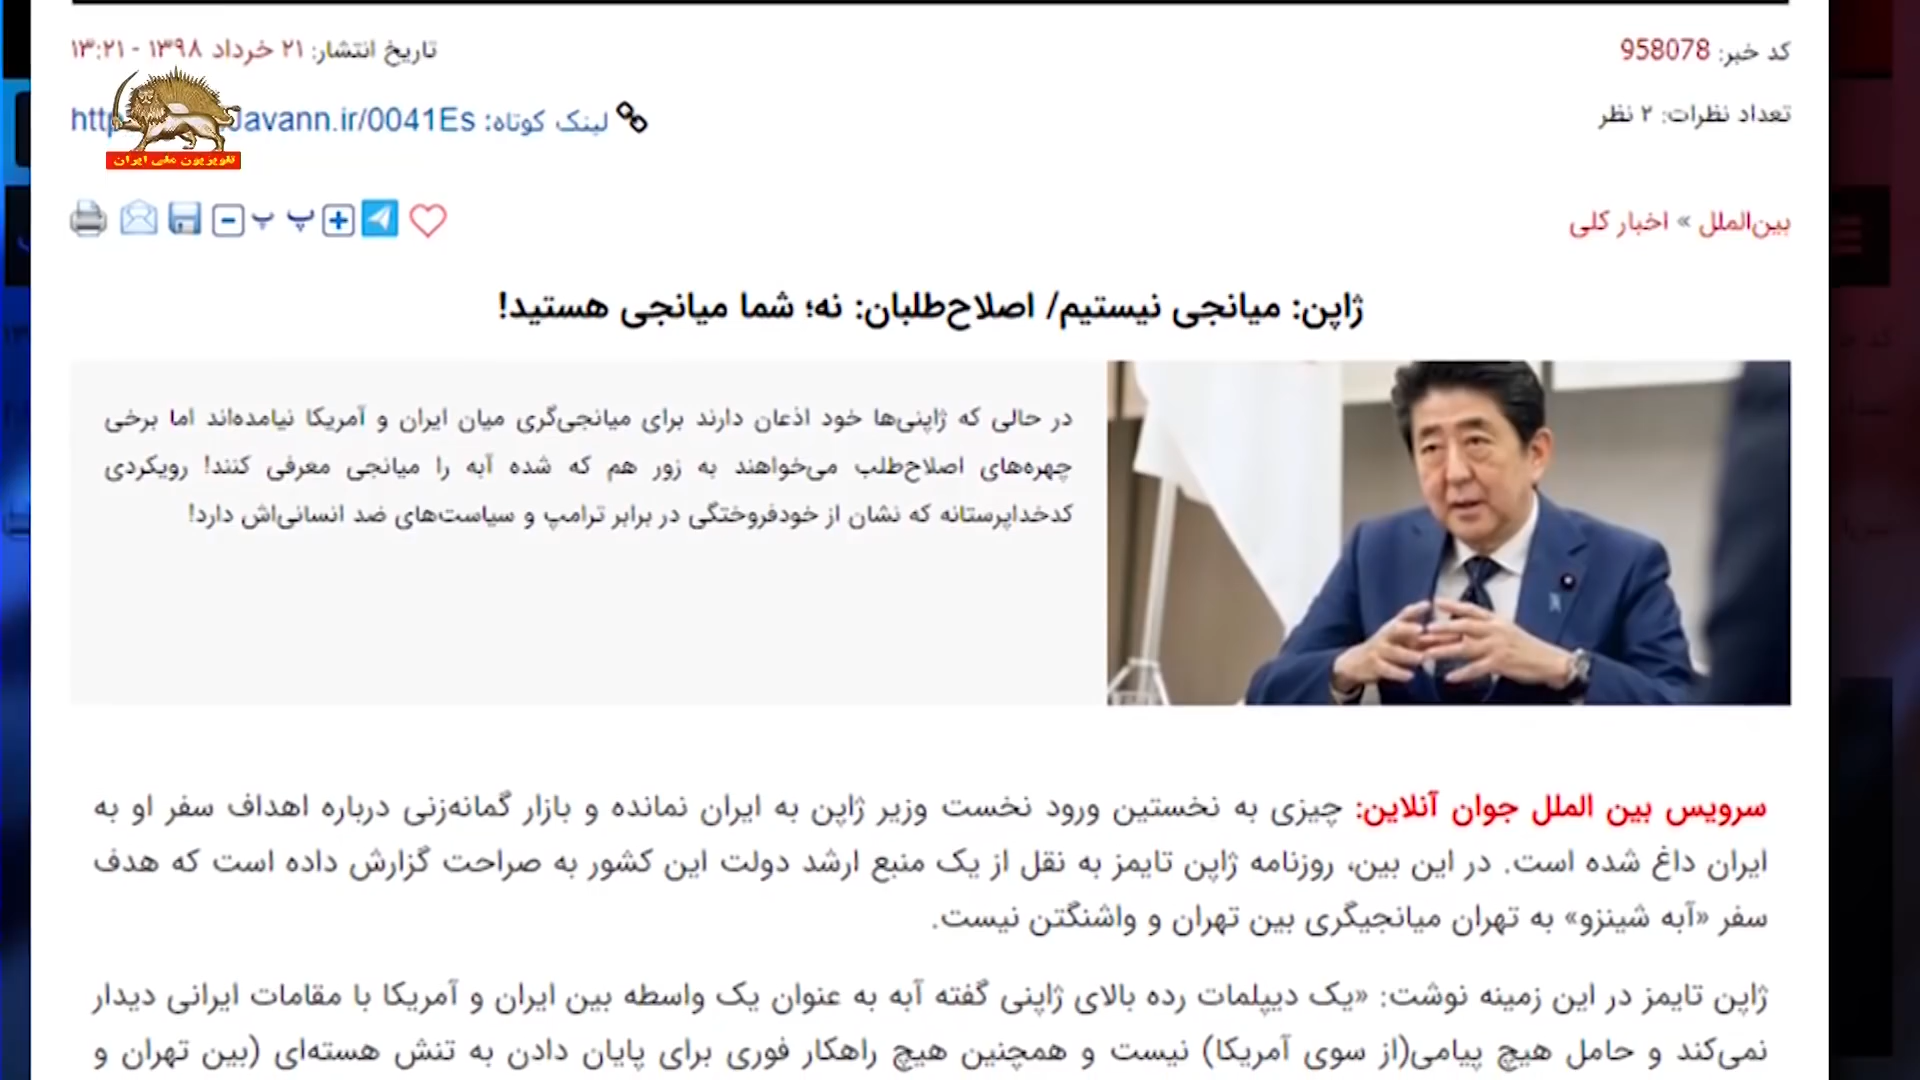 کد خبر: 958078
تاریخ انتشار: ۲۱ خرداد ۱۳۹۸ - ۱۳:۲۱
تعداد نظرات: ۲ نظر
لینک کوتاه: http Javann.ir/0041Es
تلویزیون ملی ایران
بین‌الملل » اخبار کلی
پ پ
ژاپن: میانجی نیستیم/ اصلاح‌طلبان: نه؛ شما میانجی هستید!
در حالی که ژاپنی‌ها خود اذعان دارند برای میانجی‌گری میان ایران و آمریکا نیامده‌اند اما برخی
چهره‌های اصلاح‌طلب می‌خواهند به زور هم که شده آبه را میانجی معرفی کنند! رویکردی
کدخداپرستانه که نشان از خودفروختگی در برابر ترامپ و سیاست‌های ضد انسانی‌اش دارد!
سرویس بین الملل جوان آنلاین: چیزی به نخستین ورود نخست وزیر ژاپن به ایران نمانده و بازار گمانه‌زنی درباره اهداف سفر او به
ایران داغ شده است. در این بین، روزنامه ژاپن تایمز به نقل از یک منبع ارشد دولت این کشور به صراحت گزارش داده است که هدف
سفر «آبه شینزو» به تهران میانجیگری بین تهران و واشنگتن نیست.
ژاپن تایمز در این زمینه نوشت: «یک دیپلمات رده بالای ژاپنی گفته آبه به عنوان یک واسطه بین ایران و آمریکا با مقامات ایرانی دیدار
نمی‌کند و حامل هیچ پیامی(از سوی آمریکا) نیست و همچنین هیچ راهکار فوری برای پایان دادن به تنش هسته‌ای (بین تهران و